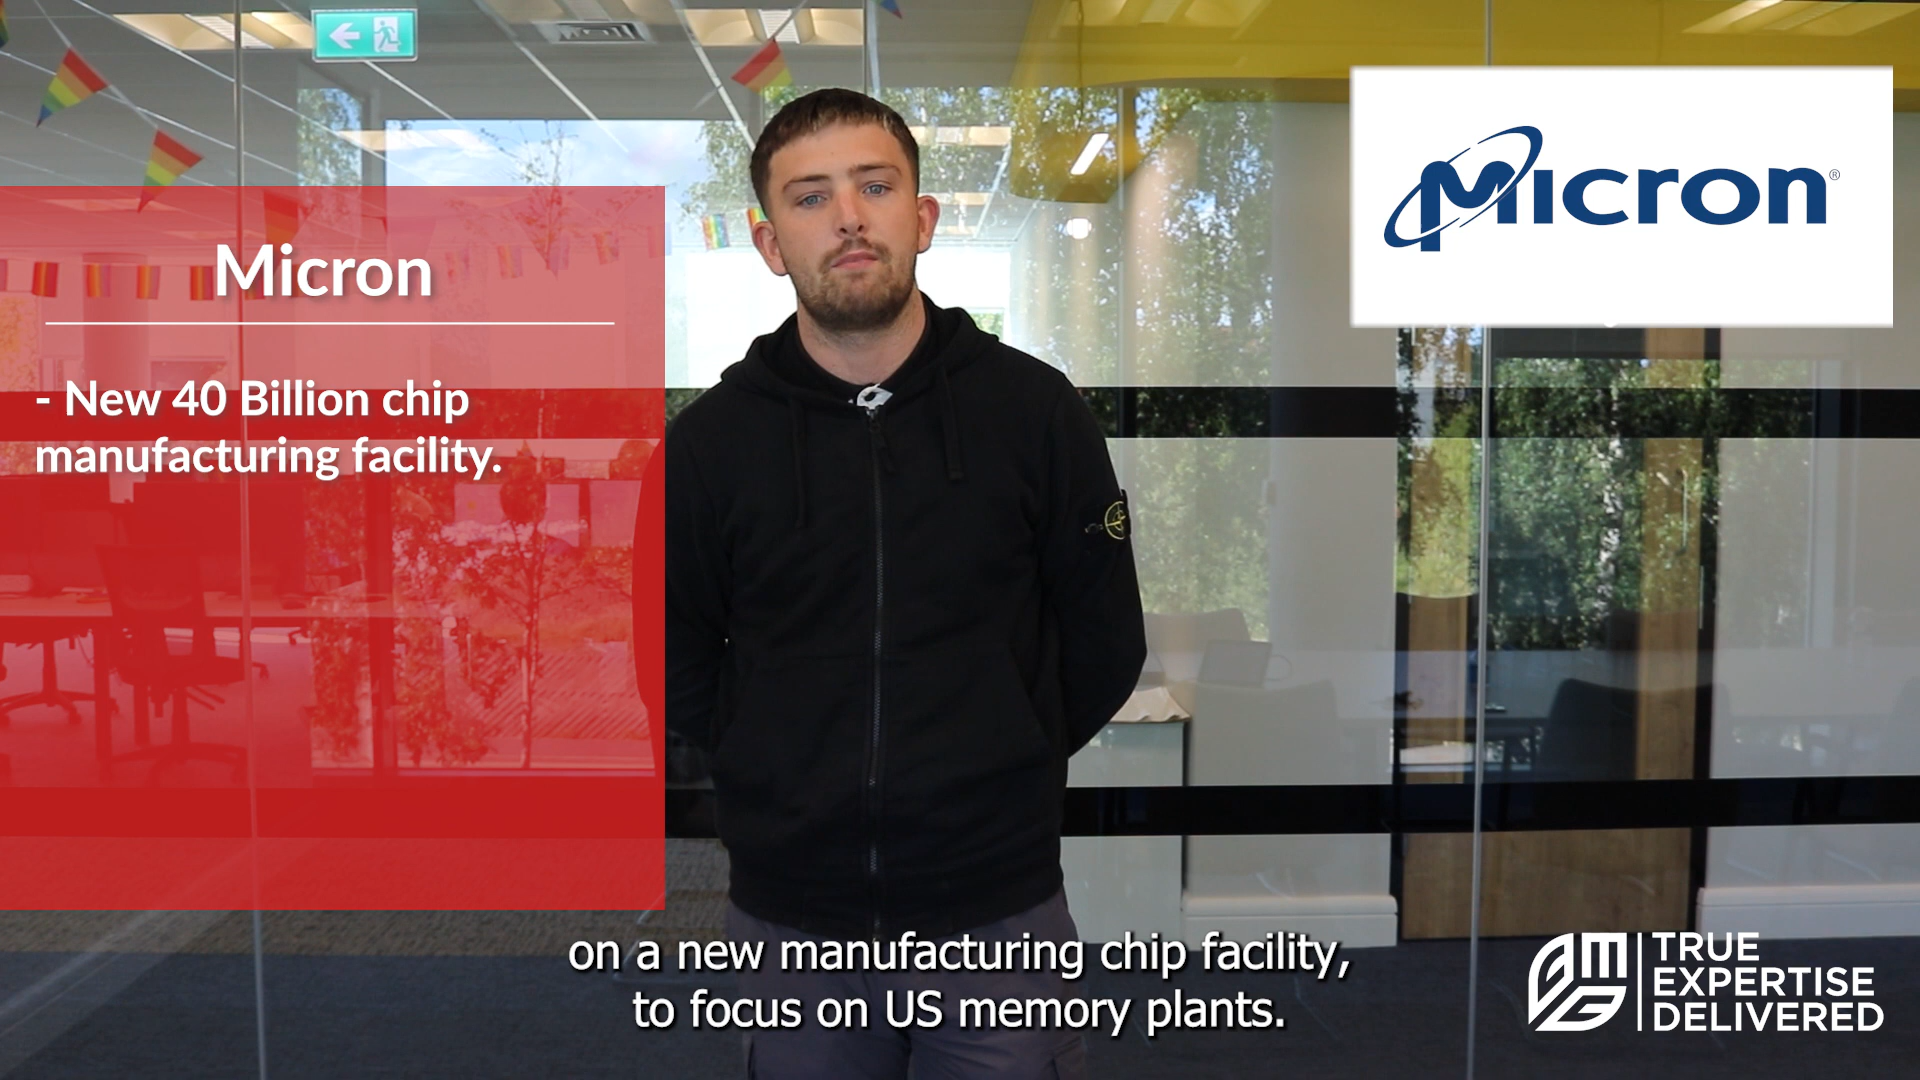 Micron
- New 40 Billion chip
manufacturing facility.
Micron®
on a new manufacturing chip facility,
to focus on US memory plants.
AMG
TRUE
EXPERTISE
DELIVERED